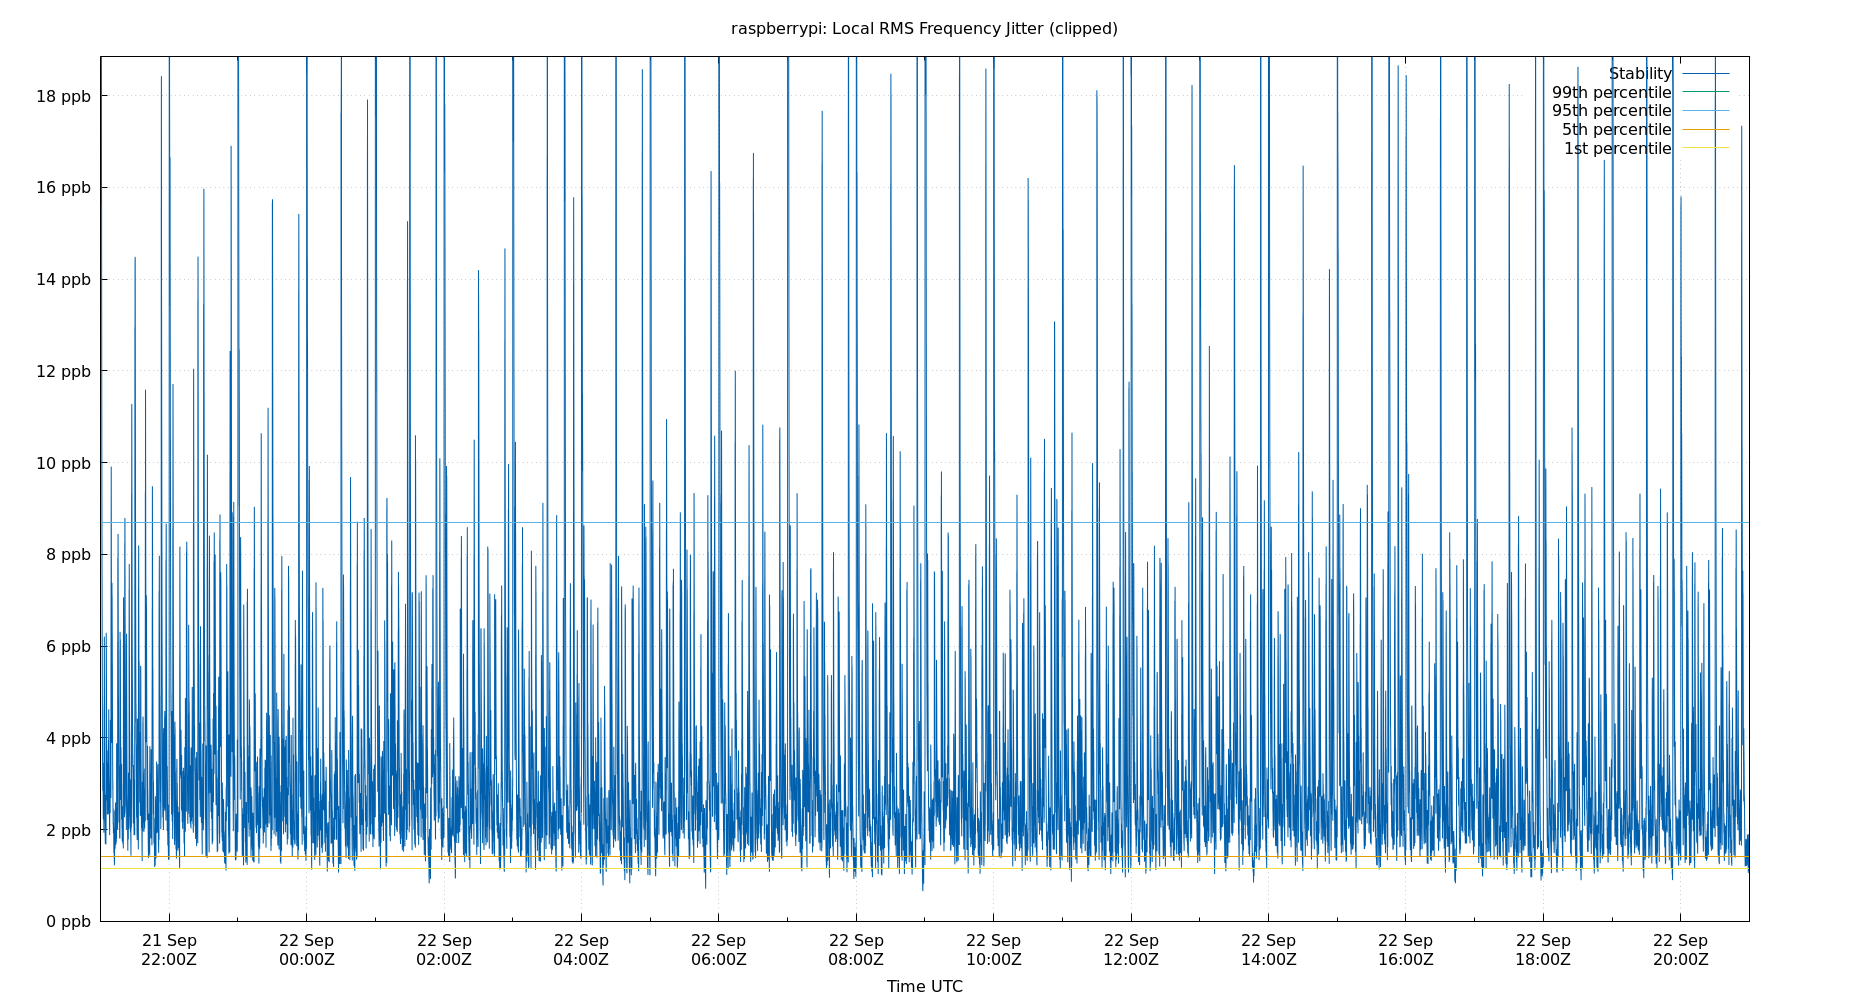 raspberrypi: Local RMS Frequency Jitter (clipped)
Stability
99th percentile
95th percentile
5th percentile
1st percentile
18 ppb
16 ppb
14 ppb
12 ppb
10 ppb
8 ppb
6 ppb
4 ppb
2 ppb
0 ppb
21 Sep 22 Sep 22 Sep 22 Sep 22 Sep 22 Sep 22 Sep 22 Sep 22 Sep 22 Sep 22 Sep 22 Sep
22:00Z 00:00Z 02:00Z 04:00Z 06:00Z 08:00Z 10:00Z 12:00Z 14:00Z 16:00Z 18:00Z 20:00Z
Time UTC